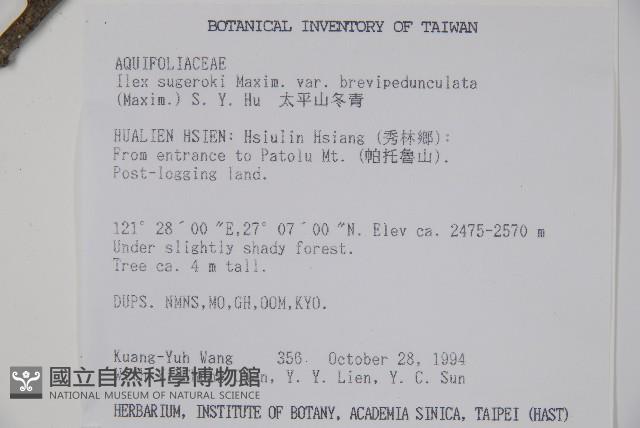 BOTANICAL INVENTORY OF TAIWAN
AQUIFOLIACEAE
Ilex sugeroki Maxim. var. brevipedunculata
(Maxim.) S. Y. Hu 太平山冬青
HUALIEN HSIEN: Hsiulin Hsiang (秀林鄉):
From entrance to Patolu Mt. (帕托魯山).
Post-logging land.
121° 28´00 ″E,27° 07´00 ″N. Elev ca. 2475-2570 m
Under slightly shady forest.
Tree ca. 4 m tall.
DUPS. NMNS,MO,GH,OOM,KYO.
Kuang-Yuh Wang 356 October 28, 1994
Y. Y. Lien, Y. C. Sun
國立自然科學博物館
NATIONAL MUSEUM OF NATURAL SCIENCE
HERBARIUM, INSTITUTE OF BOTANY, ACADEMIA SINICA, TAIPEI (HAST)